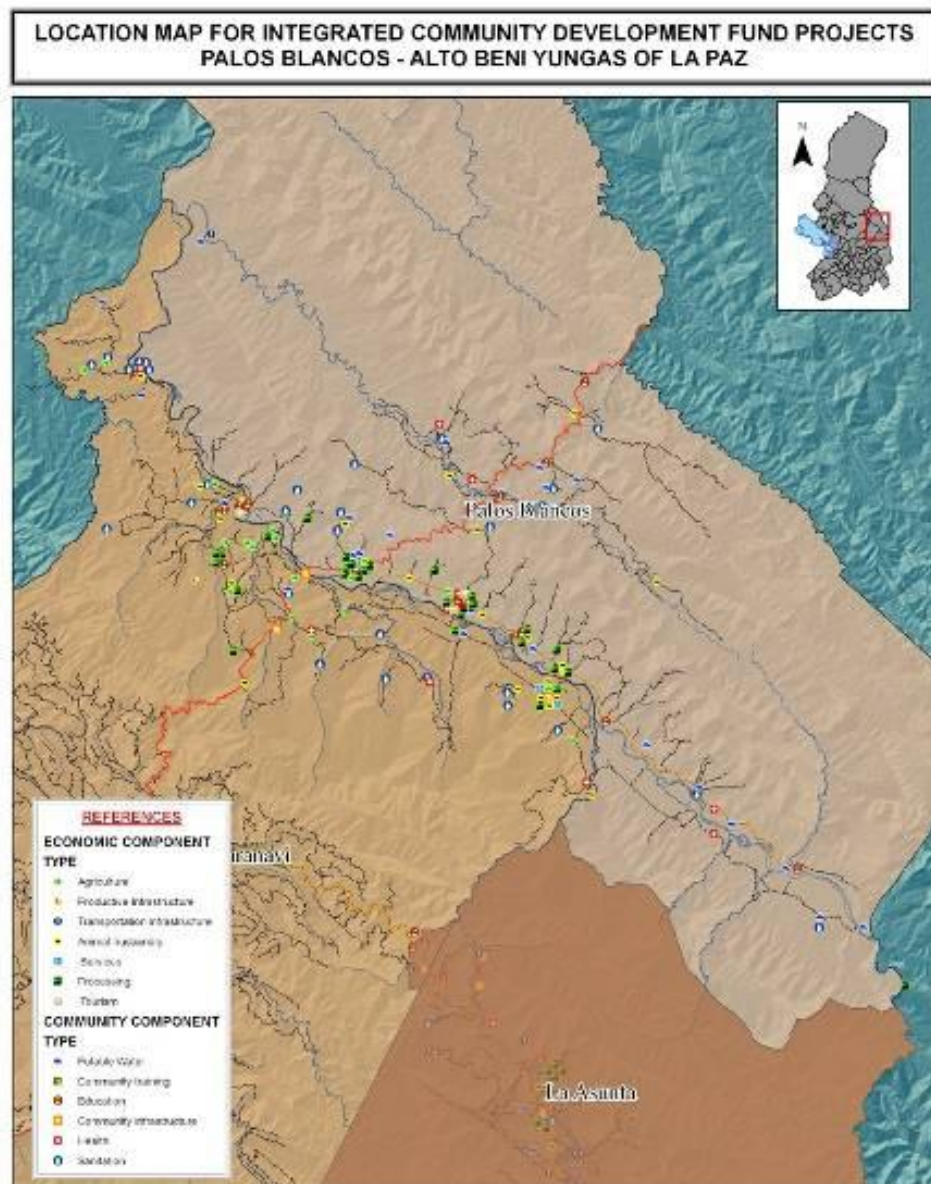 LOCATION MAP FOR INTEGRATED COMMUNITY DEVELOPMENT FUND PROJECTS
PALOS BLANCOS - ALTO BENI YUNGAS OF LA PAZ
N
Palos Blancos
REFERENCES
ECONOMIC COMPONENT
TYPE
uranavi
Agriculture
Productive Infrastructure
Transportation Infrastructure
Animal husbandry
Services
Processing
Tourism
COMMUNITY COMPONENT
TYPE
Potable Water
Community training
Education
Community infrastructure
Health
Sanitation
La Asunta